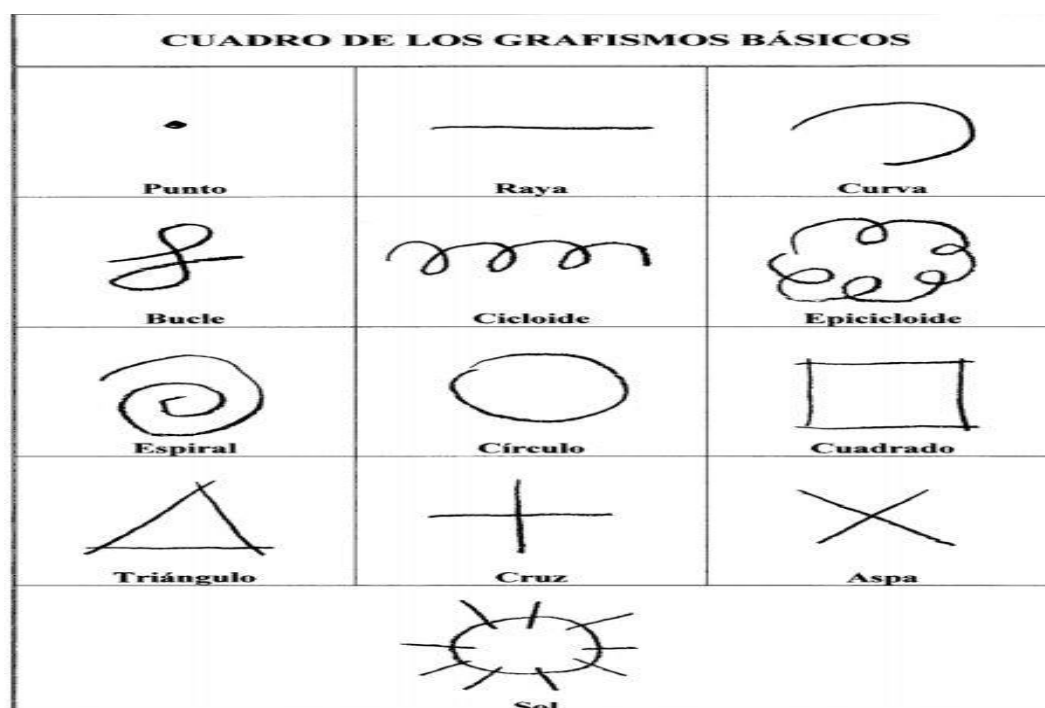 CUADRO DE LOS GRAFISMOS BÁSICOS
Punto Raya Curva
Bucle Cicloide Epicicloide
Espiral Círculo Cuadrado
Triángulo Cruz Aspa
Sol